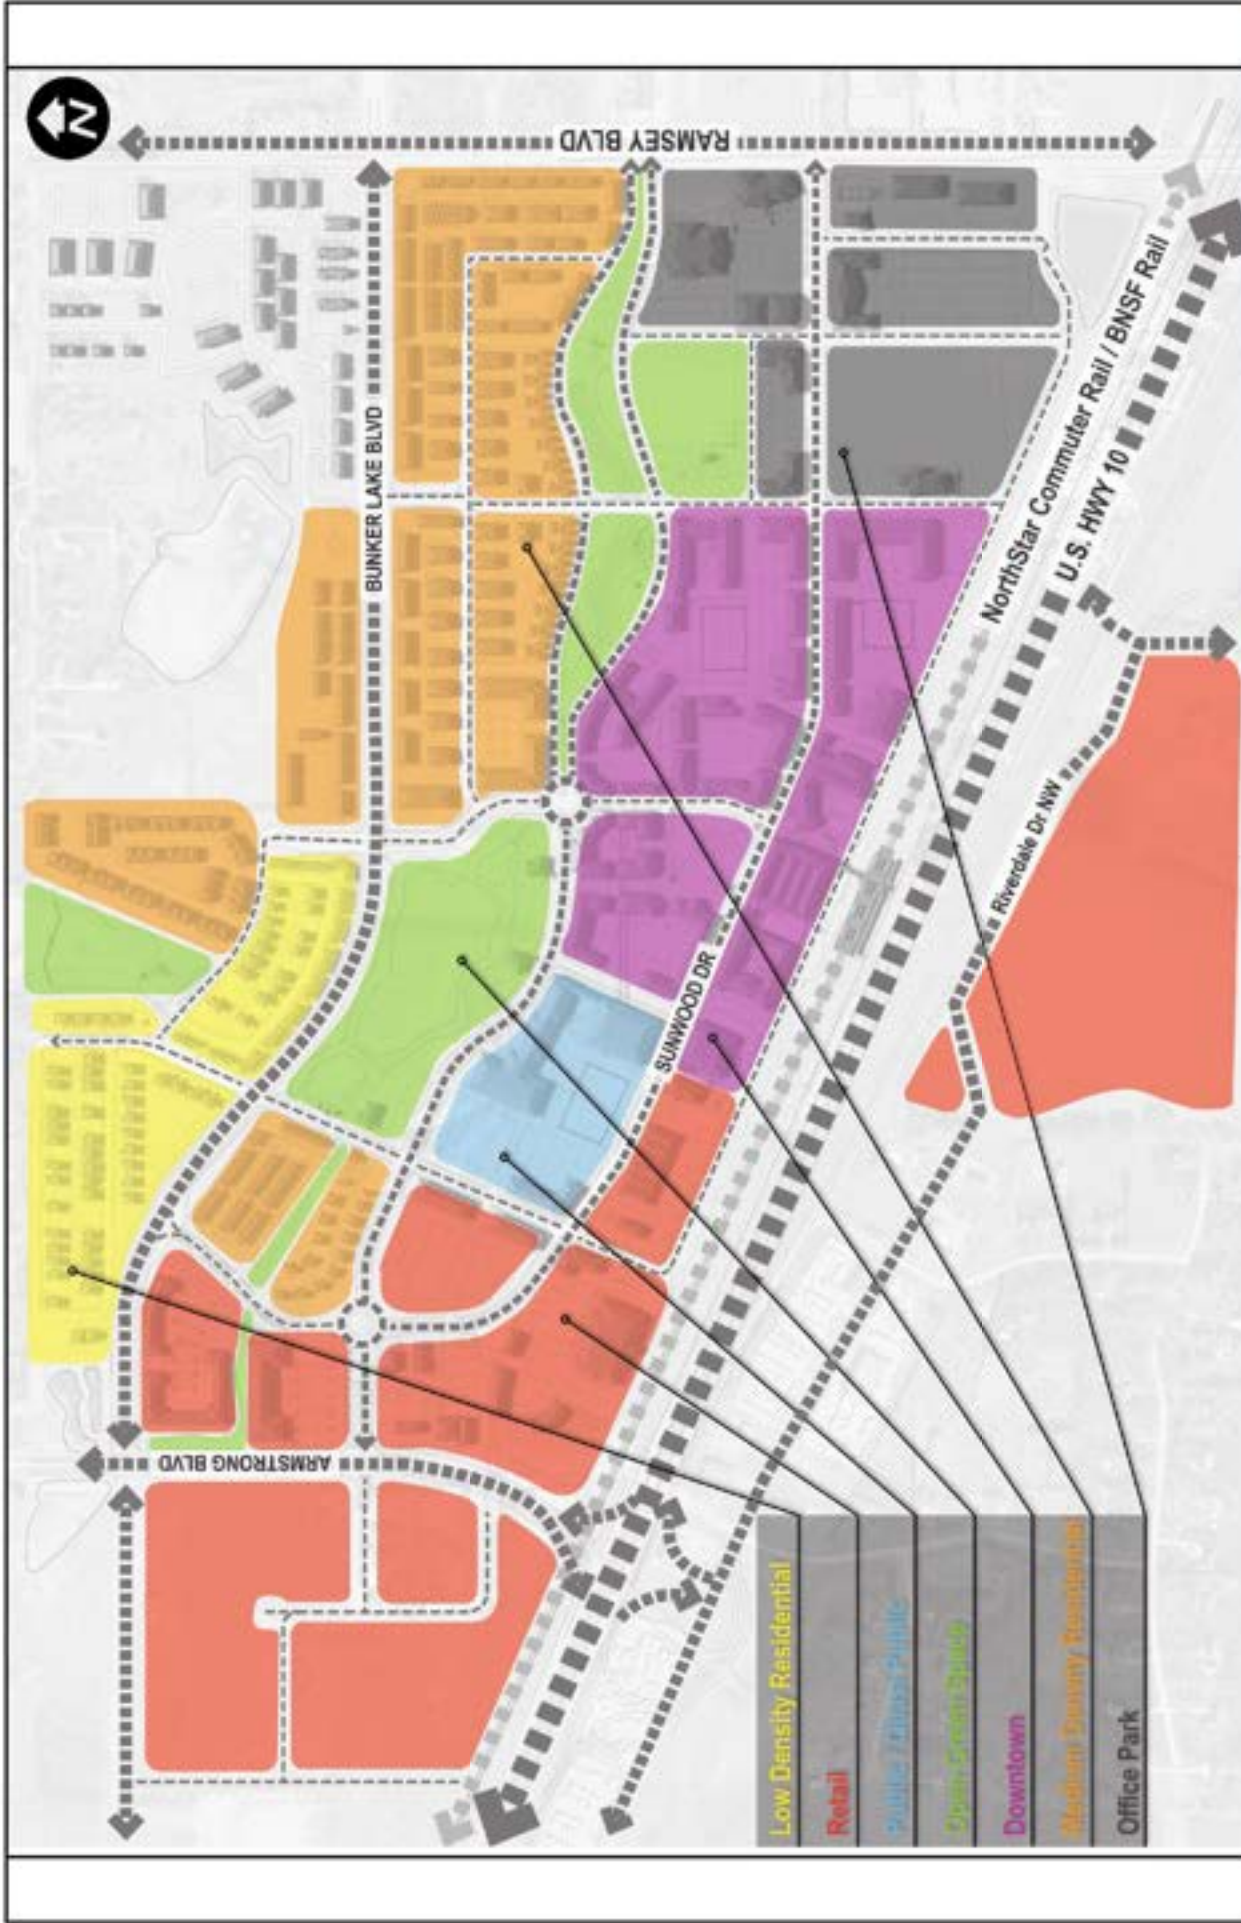 N
RAMSEY BLVD
BUNKER LAKE BLVD
NorthStar Commuter Rail / BNSF Rail
U.S. HWY 10
Riverdale Dr NW
SUNWOOD DR
ARMSTRONG BLVD
Low Density Residential
Retail
Public / Quasi Public
Open Green Space
Downtown
Medium Density Residential
Office Park